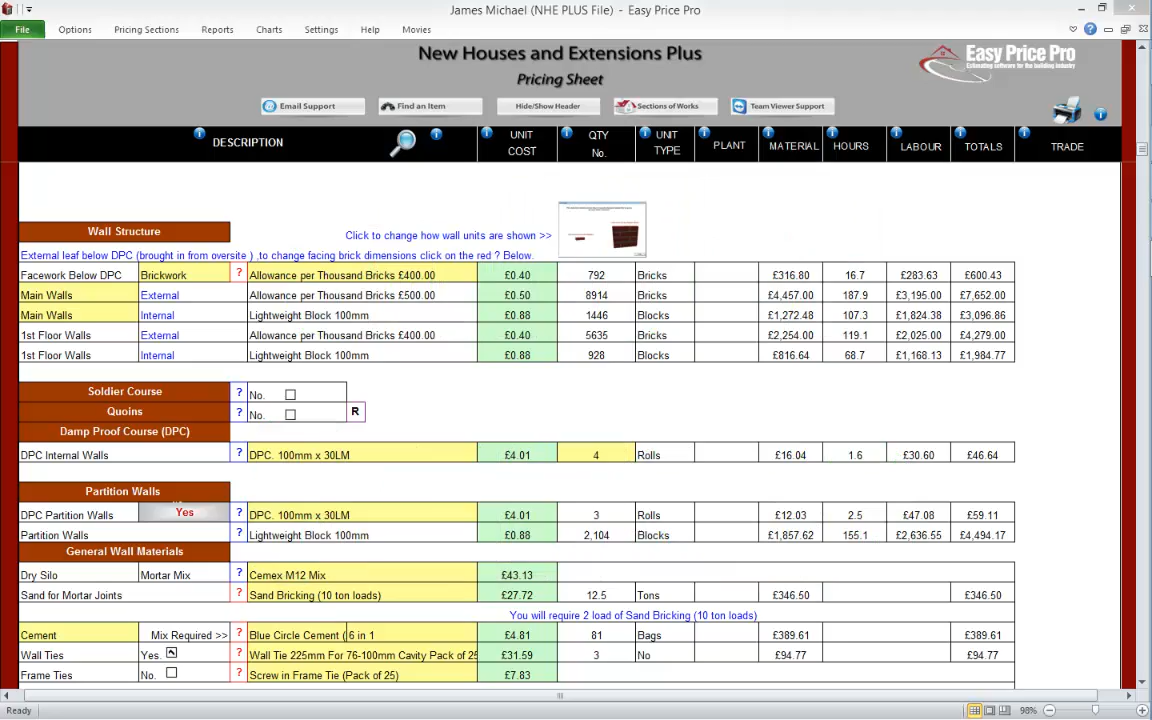 James Michael (NHE PLUS File) - Easy Price Pro
File Options Pricing Sections Reports Charts Settings Help Movies
New Houses and Extensions Plus
Pricing Sheet
Easy Price Pro
Estimating software for the building industry
Email Support Find an Item Hide/Show Header Sections of Works Team Viewer Support
DESCRIPTION UNIT COST QTY No. UNIT TYPE PLANT MATERIAL HOURS LABOUR TOTALS TRADE
Wall Structure Click to change how wall units are shown >>
External leaf below DPC (brought in from oversite ) ,to change facing brick dimensions click on the red ? Below.
Facework Below DPC Brickwork ? Allowance per Thousand Bricks £400.00 £0.40 792 Bricks £316.80 16.7 £283.63 £600.43
Main Walls External Allowance per Thousand Bricks £500.00 £0.50 8914 Bricks £4,457.00 187.9 £3,195.00 £7,652.00
Main Walls Internal Lightweight Block 100mm £0.88 1446 Blocks £1,272.48 107.3 £1,824.38 £3,096.86
1st Floor Walls External Allowance per Thousand Bricks £400.00 £0.40 5635 Bricks £2,254.00 119.1 £2,025.00 £4,279.00
1st Floor Walls Internal Lightweight Block 100mm £0.88 928 Blocks £816.64 68.7 £1,168.13 £1,984.77
Soldier Course ? No.
Quoins ? No. R
Damp Proof Course (DPC)
DPC Internal Walls ? DPC. 100mm x 30LM £4.01 4 Rolls £16.04 1.6 £30.60 £46.64
Partition Walls
DPC Partition Walls Yes ? DPC. 100mm x 30LM £4.01 3 Rolls £12.03 2.5 £47.08 £59.11
Partition Walls ? Lightweight Block 100mm £0.88 2,104 Blocks £1,857.62 155.1 £2,636.55 £4,494.17
General Wall Materials
Dry Silo Mortar Mix ? Cemex M12 Mix £43.13
Sand for Mortar Joints ? Sand Bricking (10 ton loads) £27.72 12.5 Tons £346.50 £346.50
You will require 2 load of Sand Bricking (10 ton loads)
Cement Mix Required >> ? Blue Circle Cement ( 6 in 1 £4.81 81 Bags £389.61 £389.61
Wall Ties Yes. ? Wall Tie 225mm For 76-100mm Cavity Pack of 25 £31.59 3 No £94.77 £94.77
Frame Ties No. ? Screw in Frame Tie (Pack of 25) £7.83
Ready 98%